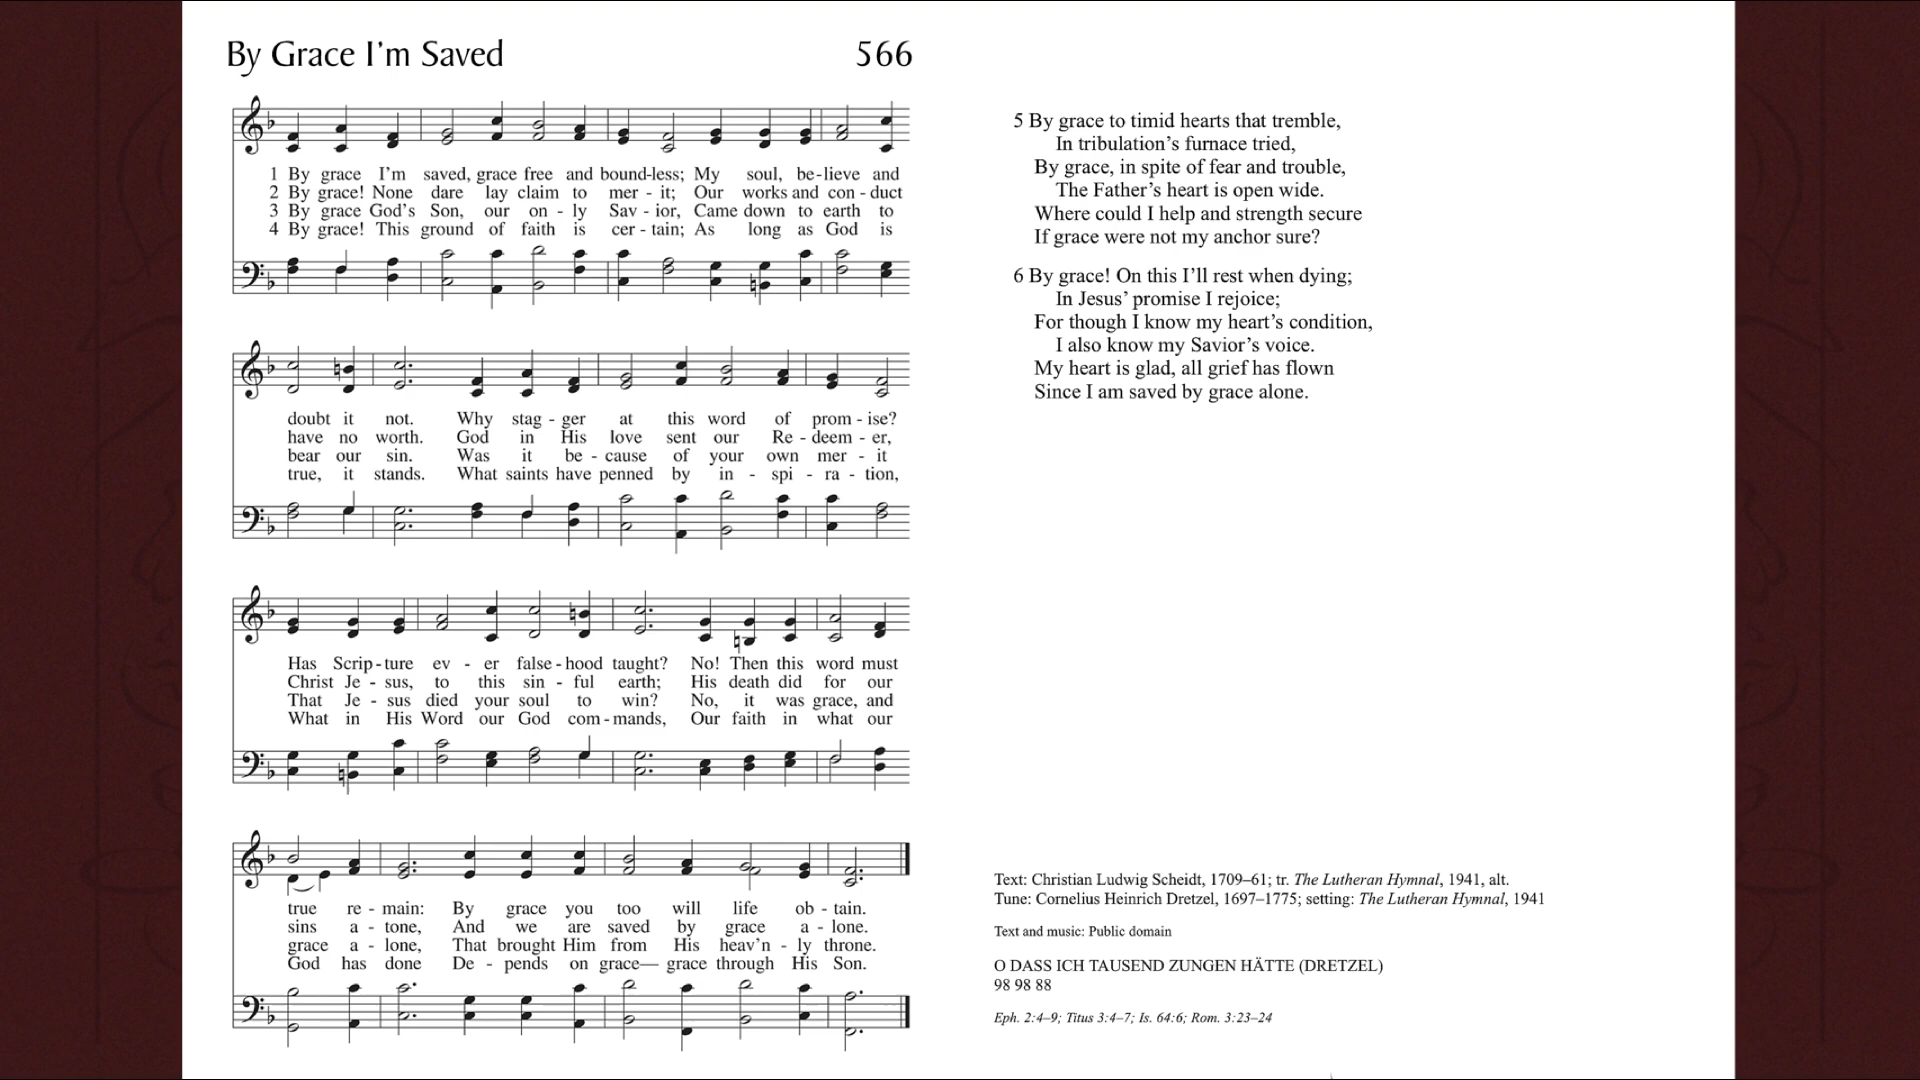 By Grace I'm Saved 566
1 By grace I'm saved, grace free and bound-less; My soul, be-lieve and
2 By grace! None dare lay claim to mer - it; Our works and con - duct
3 By grace God's Son, our on - ly Sav - ior, Came down to earth to
4 By grace! This ground of faith is cer - tain; As long as God is
doubt it not. Why stag - ger at this word of prom - ise?
have no worth. God in His love sent our Re - deem - er,
bear our sin. Was it be - cause of your own mer - it
true, it stands. What saints have penned by in - spi - ra - tion,
Has Scrip - ture ev - er false - hood taught? No! Then this word must
Christ Je - sus, to this sin - ful earth; His death did for our
That Je - sus died your soul to win? No, it was grace, and
What in His Word our God com - mands, Our faith in what our
true re - main: By grace you too will life ob - tain.
sins a - tone, And we are saved by grace a - lone.
grace a - lone, That brought Him from His heav'n - ly throne.
God has done De - pends on grace— grace through His Son.
5 By grace to timid hearts that tremble,
In tribulation's furnace tried,
By grace, in spite of fear and trouble,
The Father's heart is open wide.
Where could I help and strength secure
If grace were not my anchor sure?
6 By grace! On this I'll rest when dying;
In Jesus' promise I rejoice;
For though I know my heart's condition,
I also know my Savior's voice.
My heart is glad, all grief has flown
Since I am saved by grace alone.
Text: Christian Ludwig Scheidt, 1709–61; tr. The Lutheran Hymnal, 1941, alt.
Tune: Cornelius Heinrich Dretzel, 1697–1775; setting: The Lutheran Hymnal, 1941
Text and music: Public domain
O DASS ICH TAUSEND ZUNGEN HÄTTE (DRETZEL)
98 98 88
Eph. 2:4–9; Titus 3:4–7; Is. 64:6; Rom. 3:23–24